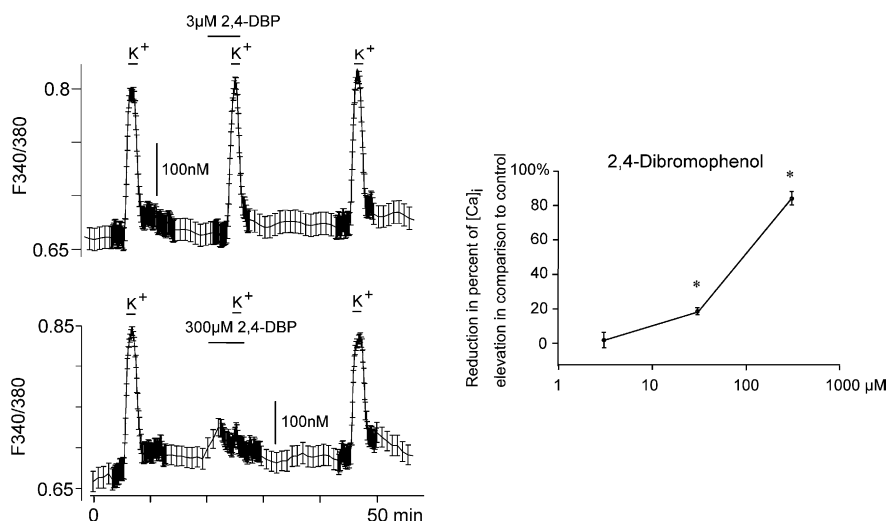 3µM 2,4-DBP
K+ K+ K+
0.8
F340/380
100nM
0.65
K+ K+ K+
0.85
300µM 2,4-DBP
F340/380
100nM
0.65
0 50 min
2,4-Dibromophenol
Reduction in percent of [Ca]i
elevation in comparison to control
100%
80
60
40
20
0
* *
1 10 100 1000 µM